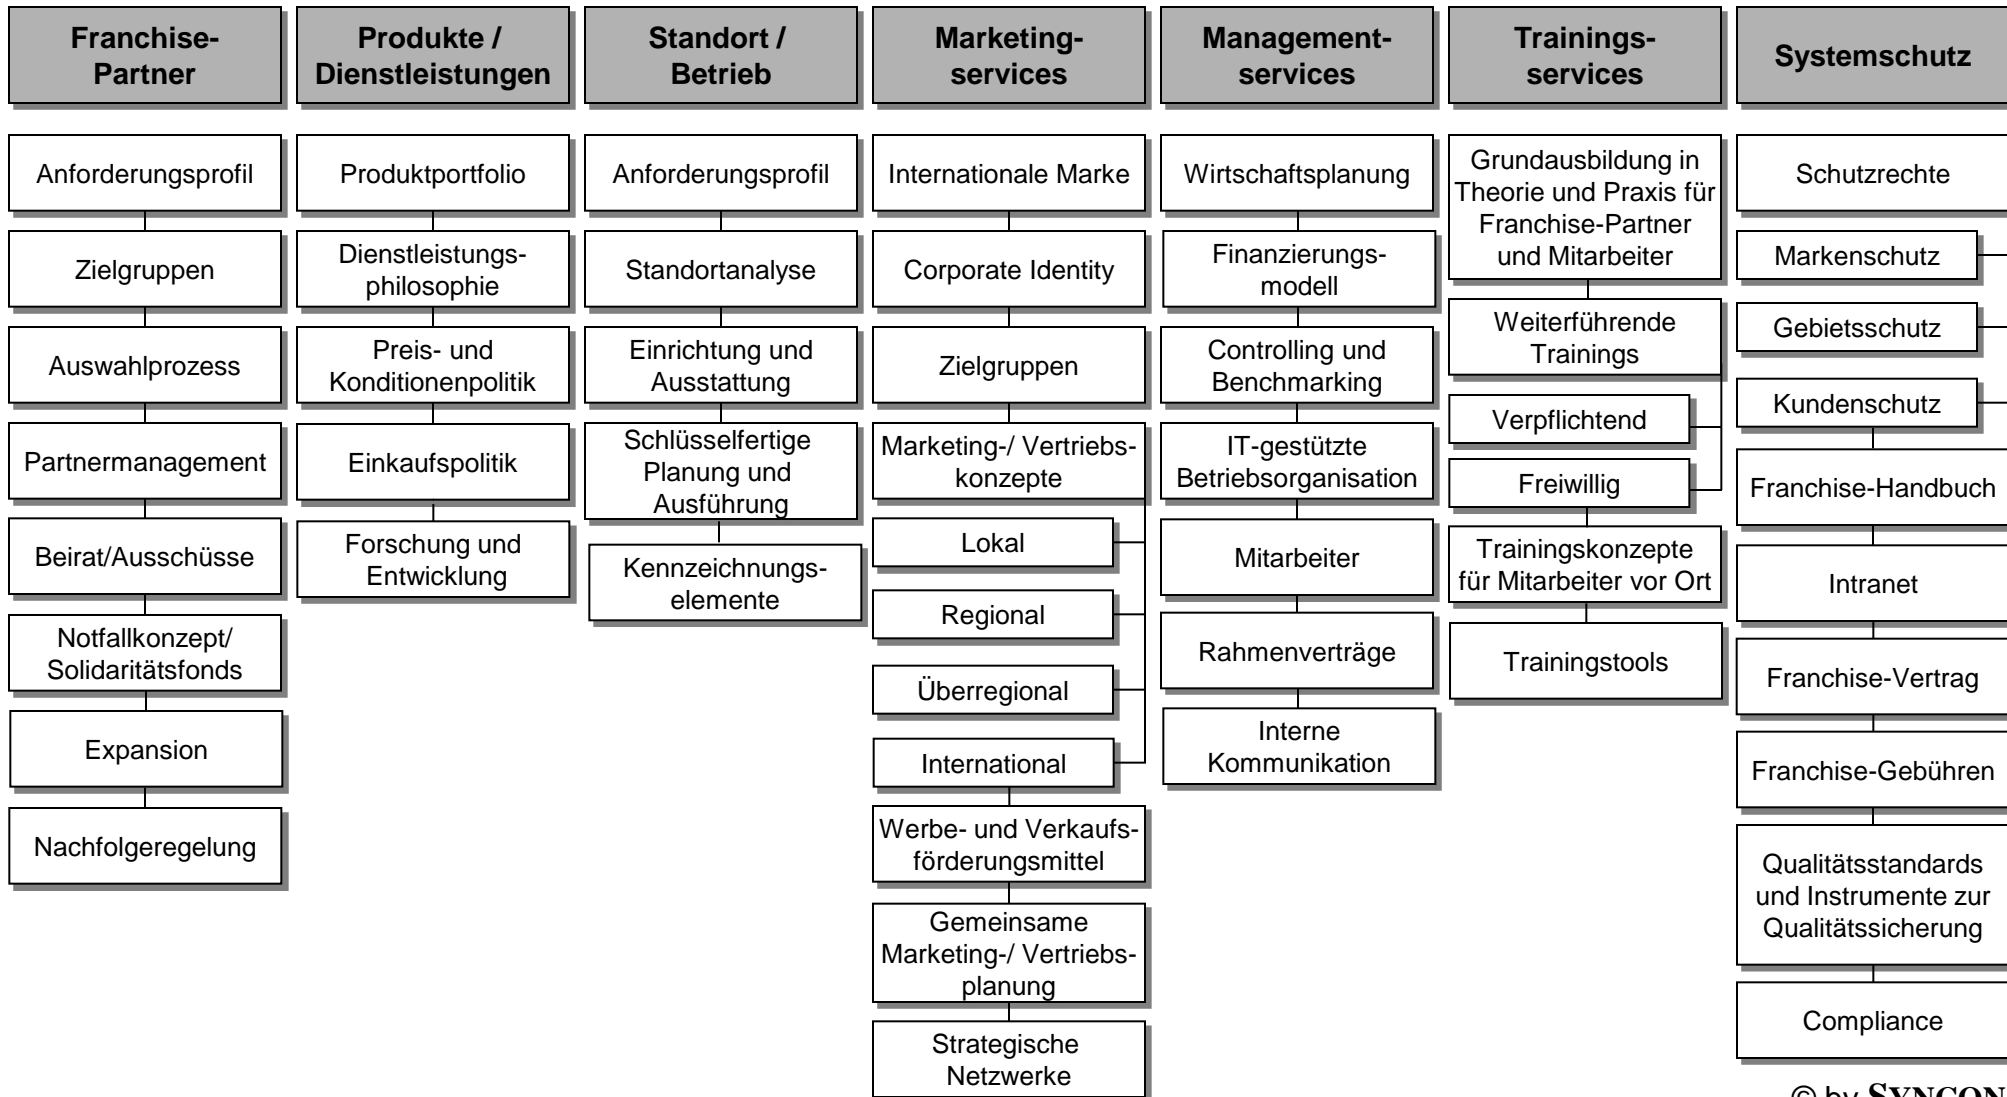 Franchise-
Partner
Produkte /
Dienstleistungen
Standort /
Betrieb
Marketing-
services
Management-
services
Trainings-
services
Systemschutz
Anforderungsprofil
Zielgruppen
Auswahlprozess
Partnermanagement
Beirat/Ausschüsse
Notfallkonzept/
Solidaritätsfonds
Expansion
Nachfolgeregelung
Produktportfolio
Dienstleistungs-
philosophie
Preis- und
Konditionenpolitik
Einkaufspolitik
Forschung und
Entwicklung
Anforderungsprofil
Standortanalyse
Einrichtung und
Ausstattung
Schlüsselfertige
Planung und
Ausführung
Kennzeichnungs-
elemente
Internationale Marke
Corporate Identity
Zielgruppen
Marketing-/ Vertriebs-
konzepte
Lokal
Regional
Überregional
International
Werbe- und Verkaufs-
förderungsmittel
Gemeinsame
Marketing-/ Vertriebs-
planung
Strategische
Netzwerke
Wirtschaftsplanung
Finanzierungs-
modell
Controlling und
Benchmarking
IT-gestützte
Betriebsorganisation
Mitarbeiter
Rahmenverträge
Interne
Kommunikation
Grundausbildung in
Theorie und Praxis für
Franchise-Partner
und Mitarbeiter
Weiterführende
Trainings
Verpflichtend
Freiwillig
Trainingskonzepte
für Mitarbeiter vor Ort
Trainingstools
Schutzrechte
Markenschutz
Gebietsschutz
Kundenschutz
Franchise-Handbuch
Intranet
Franchise-Vertrag
Franchise-Gebühren
Qualitätsstandards
und Instrumente zur
Qualitätssicherung
Compliance
© by SYNCON